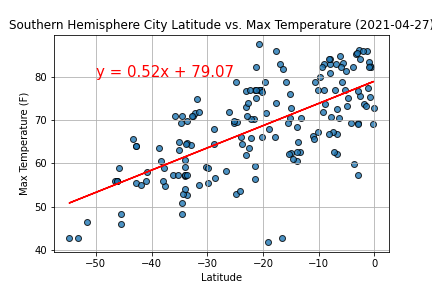 Southern Hemisphere City Latitude vs. Max Temperature (2021-04-27)
y = 0.52x + 79.07
Max Temperature (F)
80
70
60
50
40
−50
−40
−30
−20
−10
0
Latitude